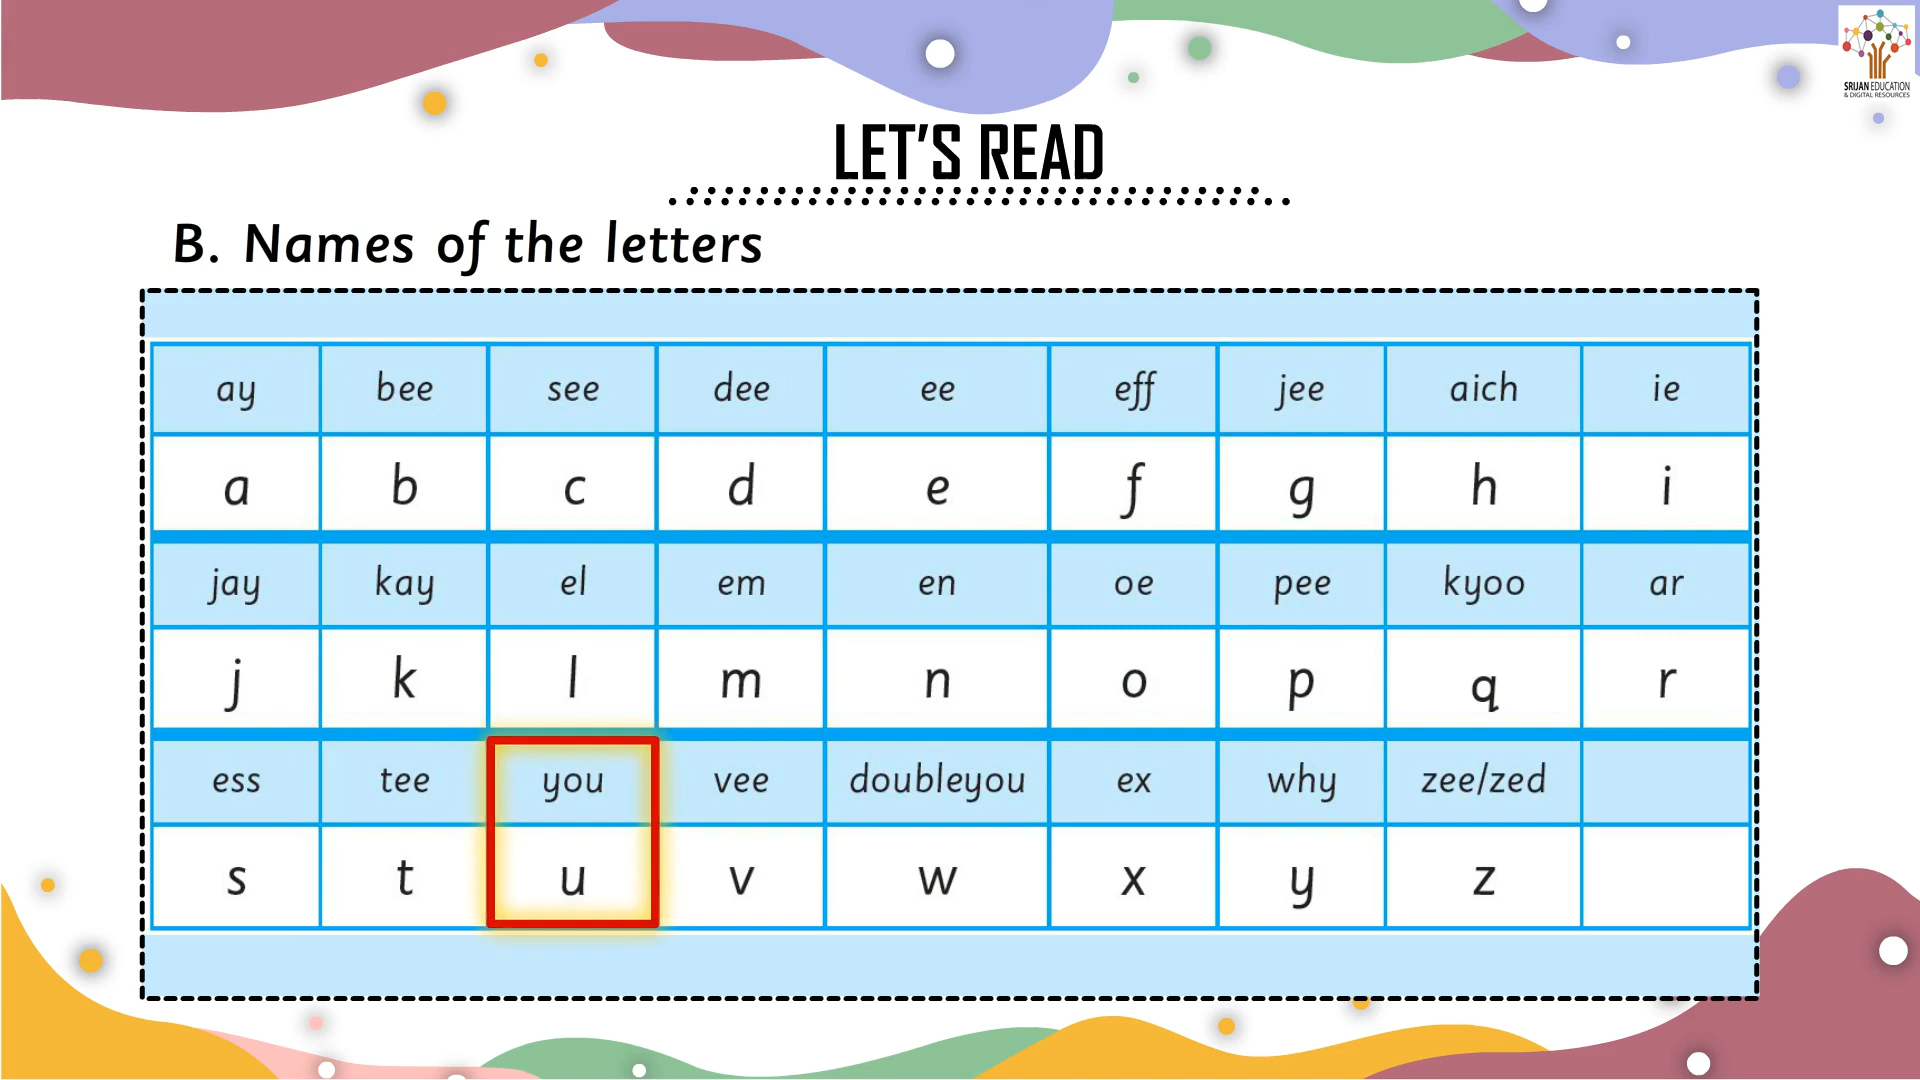 SRIJAN EDUCATION
& DIGITAL RESOURCES
LET'S READ
B. Names of the letters
ay bee see dee ee eff jee aich ie
a b c d e f g h i
jay kay el em en oe pee kyoo ar
j k l m n o p q r
ess tee you vee doubleyou ex why zee/zed
s t u v w x y z